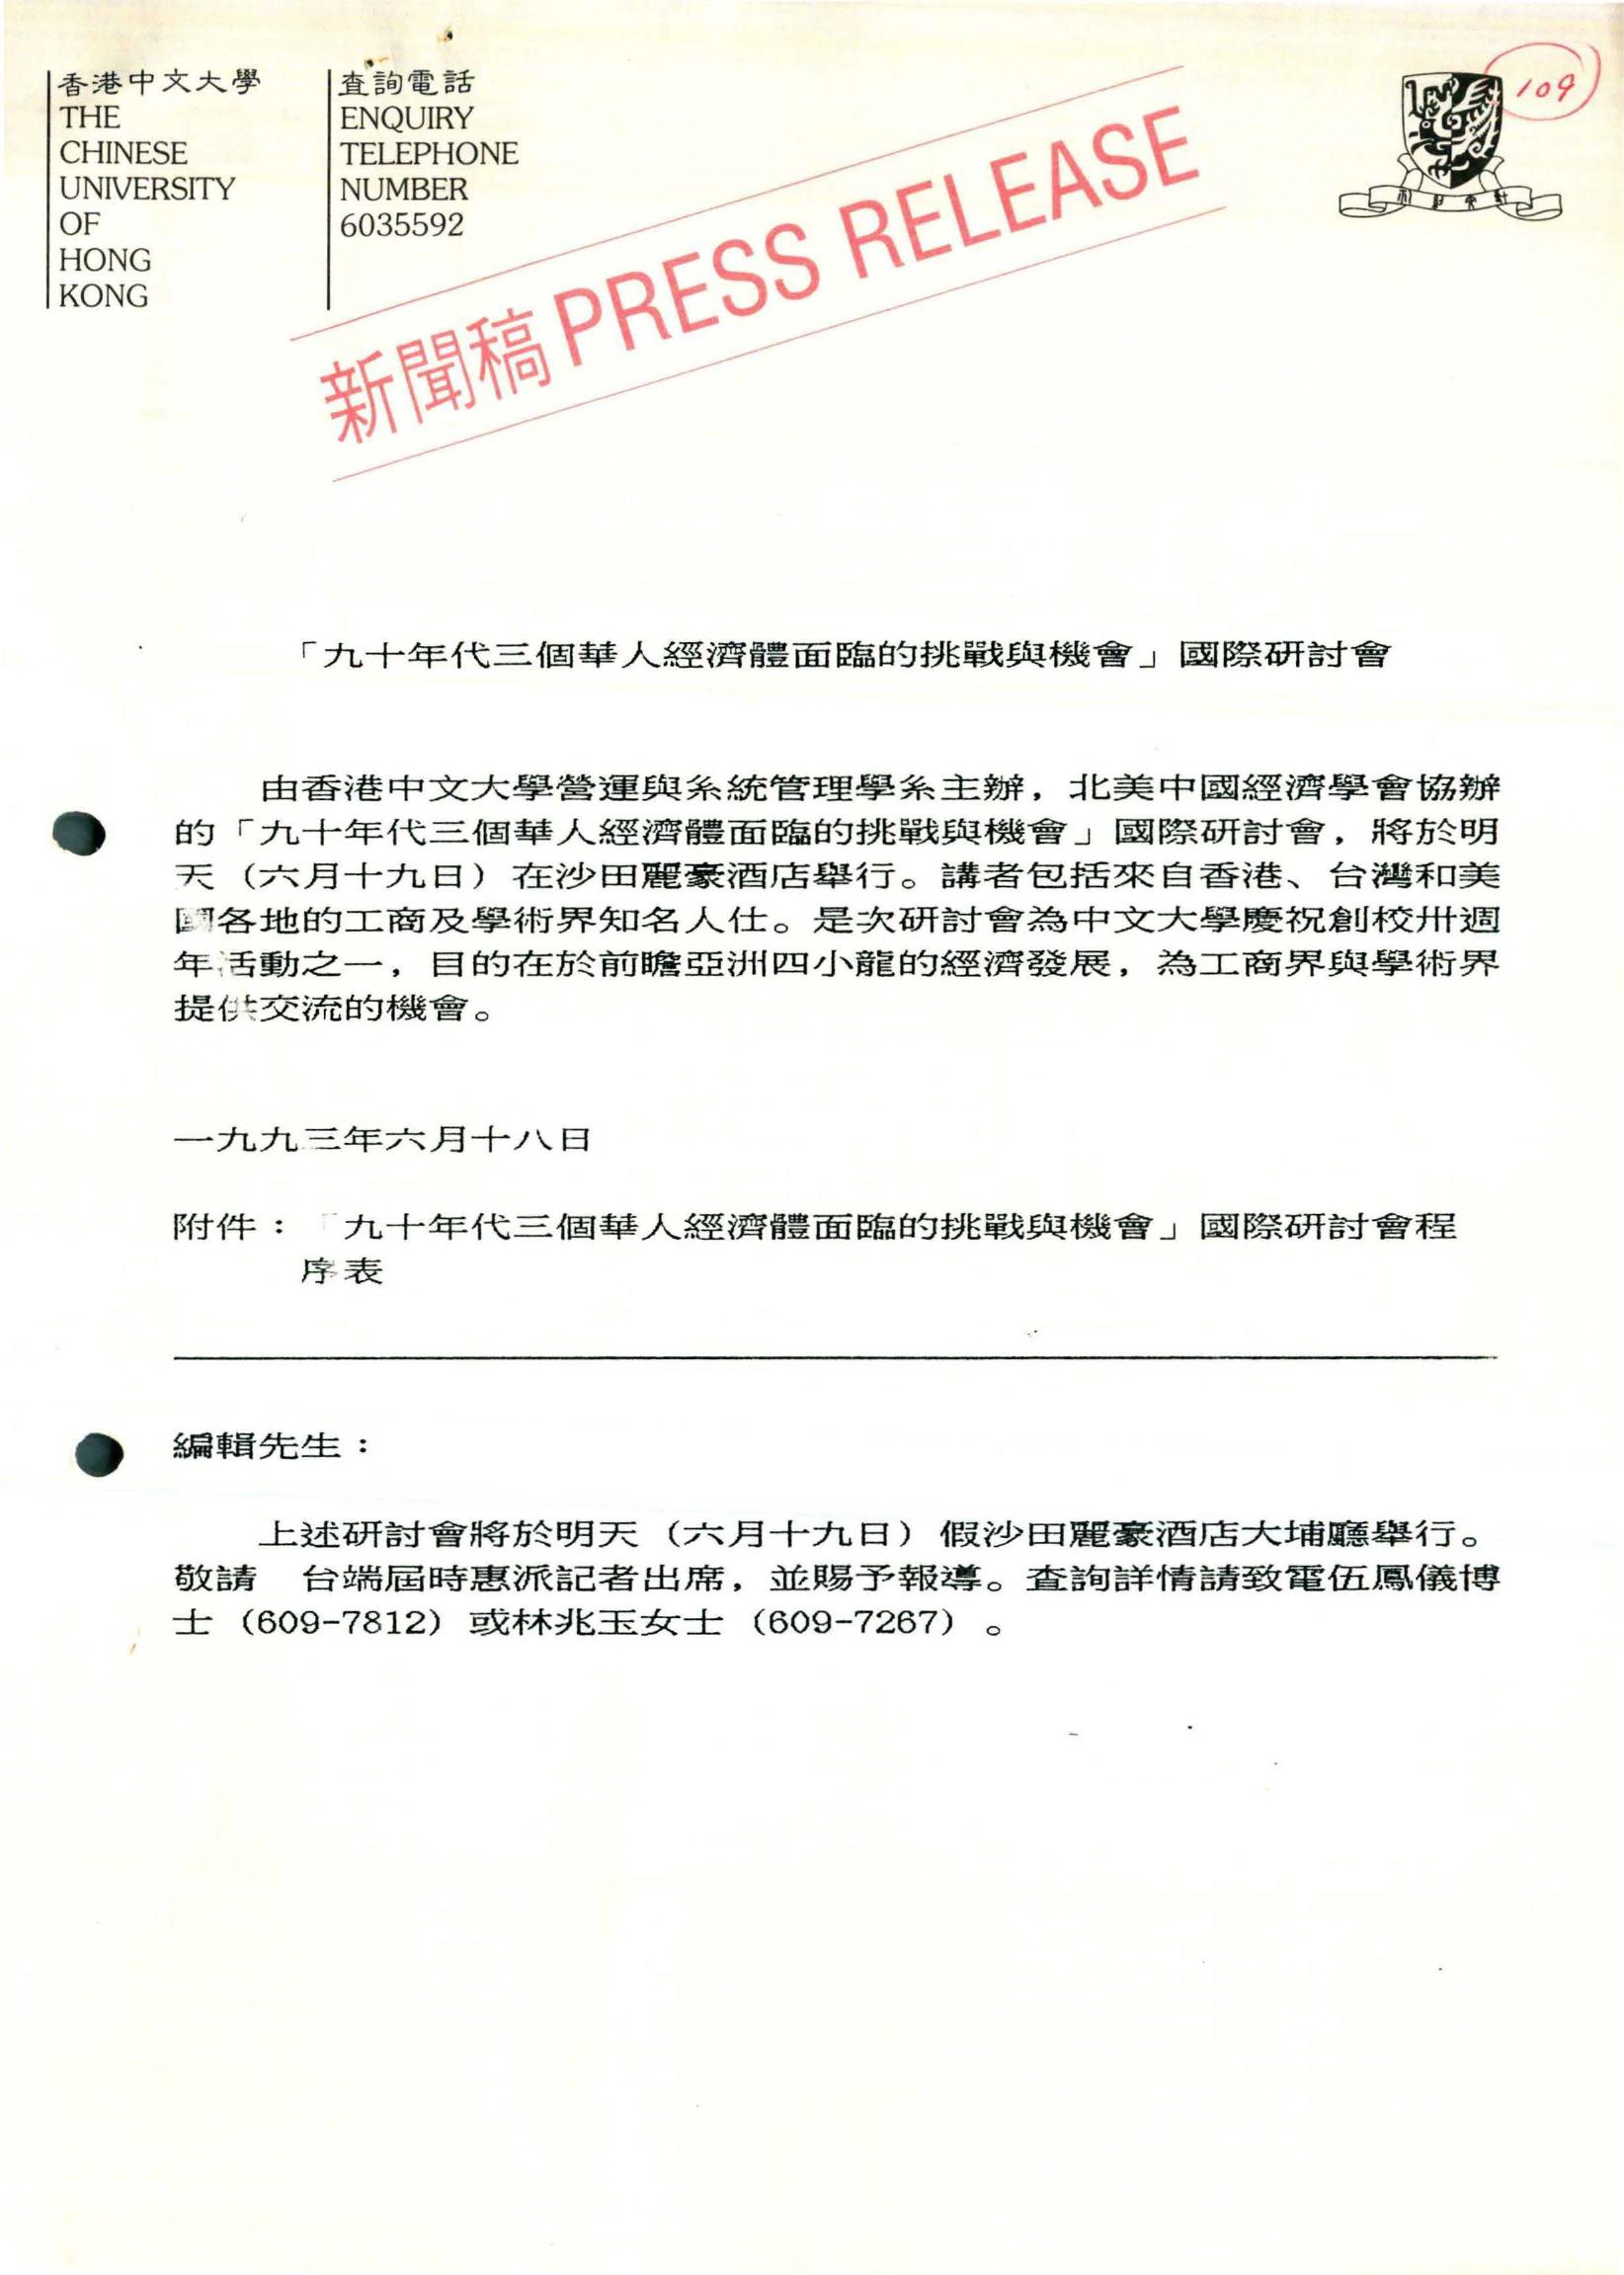 香港中文大學
THE
CHINESE
UNIVERSITY
OF
HONG
KONG
查詢電話
ENQUIRY
TELEPHONE
NUMBER
6035592
新聞稿 PRESS RELEASE
109
「九十年代三個華人經濟體面臨的挑戰與機會」國際研討會
由香港中文大學營運與系統管理學系主辦，北美中國經濟學會協辦
的「九十年代三個華人經濟體面臨的挑戰與機會」國際研討會，將於明
天（六月十九日）在沙田麗豪酒店舉行。講者包括來自香港、台灣和美
國各地的工商及學術界知名人仕。是次研討會為中文大學慶祝創校卅週
年活動之一，目的在於前瞻亞洲四小龍的經濟發展，為工商界與學術界
提供交流的機會。
一九九三年六月十八日
附件：「九十年代三個華人經濟體面臨的挑戰與機會」國際研討會程
序表
編輯先生：
上述研討會將於明天（六月十九日）假沙田麗豪酒店大埔廳舉行。
敬請　台端屆時惠派記者出席，並賜予報導。查詢詳情請致電伍鳳儀博
士（609-7812）或林兆玉女士（609-7267）。